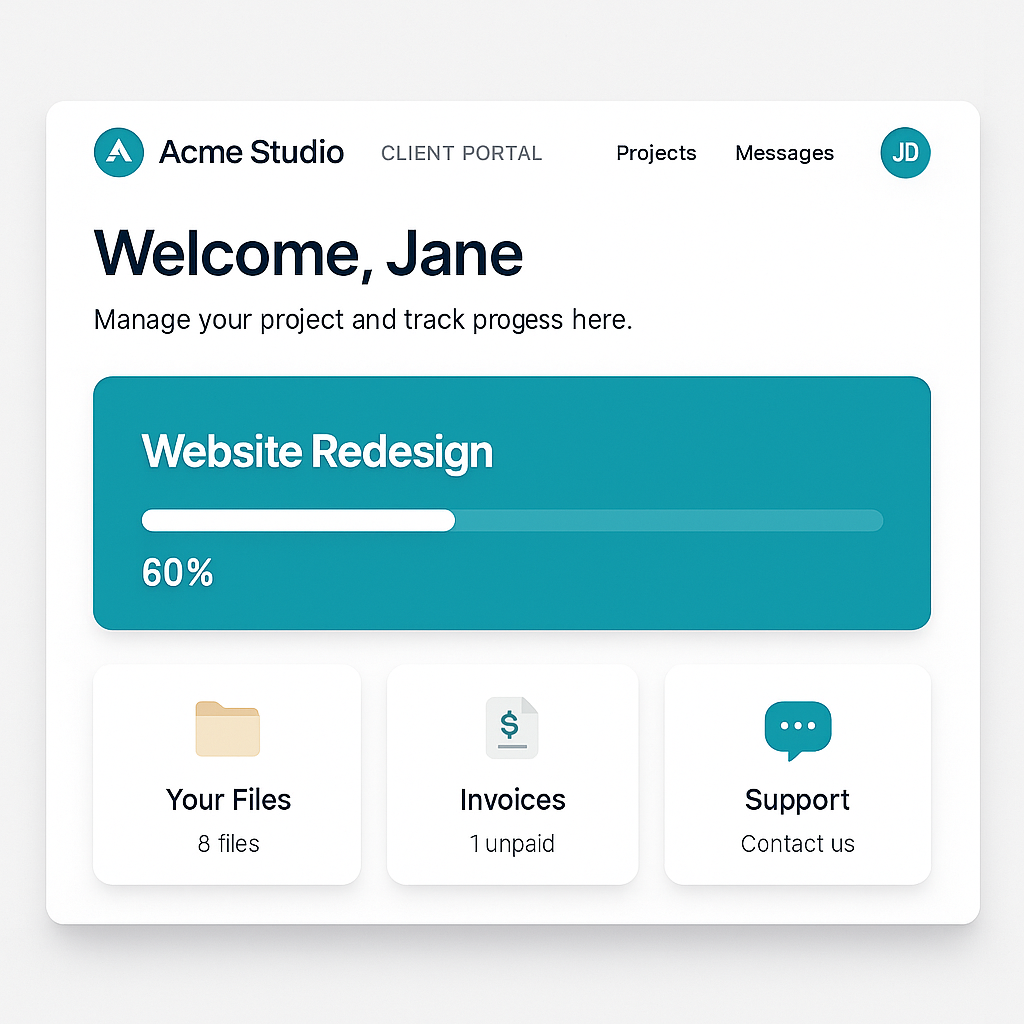 Acme Studio CLIENT PORTAL Projects Messages JD
Welcome, Jane
Manage your project and track progess here.
Website Redesign
60%
$
Your Files Invoices Support
8 files 1 unpaid Contact us